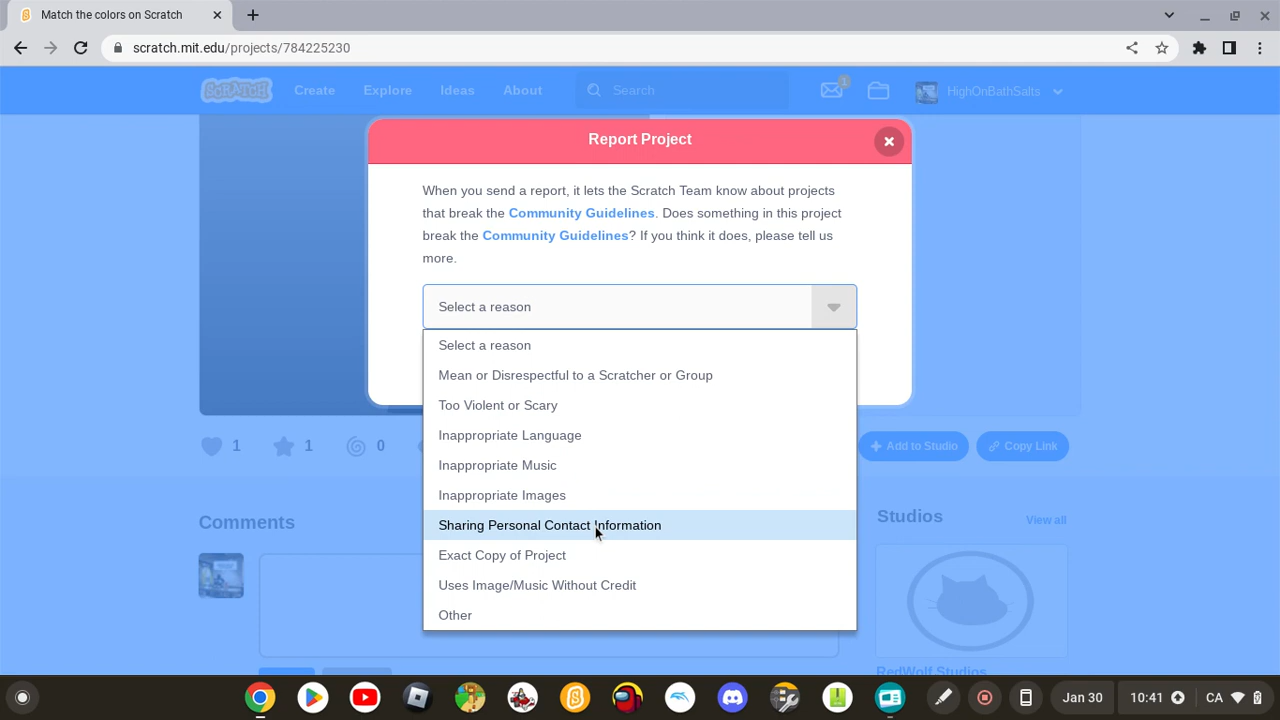 Match the colors on Scratch
scratch.mit.edu/projects/784225230
SCRATCH
Create
Explore
Ideas
About
Search
1
HighOnBathSalts
Report Project
When you send a report, it lets the Scratch Team know about projects
that break the Community Guidelines. Does something in this project
break the Community Guidelines? If you think it does, please tell us
more.
Select a reason
Select a reason
Mean or Disrespectful to a Scratcher or Group
Too Violent or Scary
Inappropriate Language
Inappropriate Music
Inappropriate Images
Sharing Personal Contact Information
Exact Copy of Project
Uses Image/Music Without Credit
Other
1
1
0
Add to Studio
Copy Link
Comments
Studios
View all
RedWolf Studios
Jan 30
10:41
CA